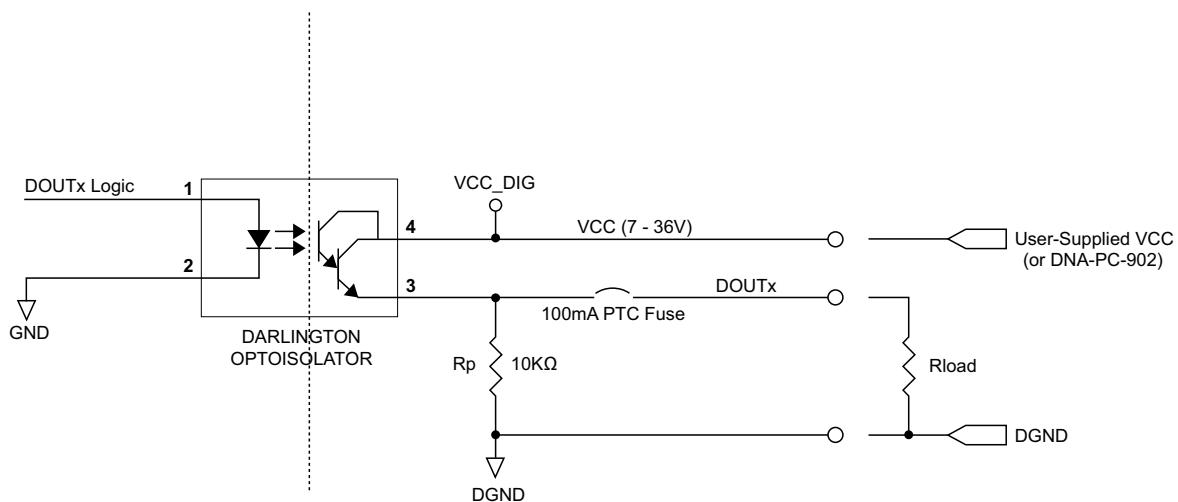 DOUTx Logic
1
2
GND
DARLINGTON
OPTOISOLATOR
4
3
VCC_DIG
VCC (7 - 36V)
User-Supplied VCC
(or DNA-PC-902)
DOUTx
100mA PTC Fuse
Rp
10KΩ
Rload
DGND
DGND